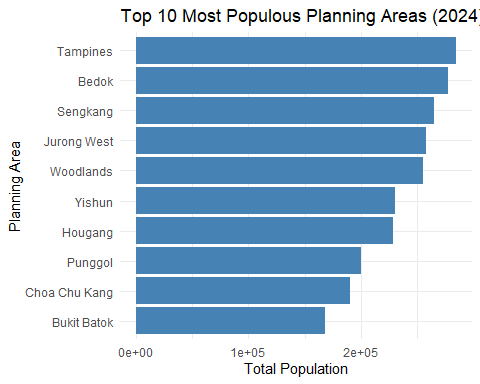 Top 10 Most Populous Planning Areas (2024)
Planning Area
Tampines
Bedok
Sengkang
Jurong West
Woodlands
Yishun
Hougang
Punggol
Choa Chu Kang
Bukit Batok
0e+00 1e+05 2e+05
Total Population